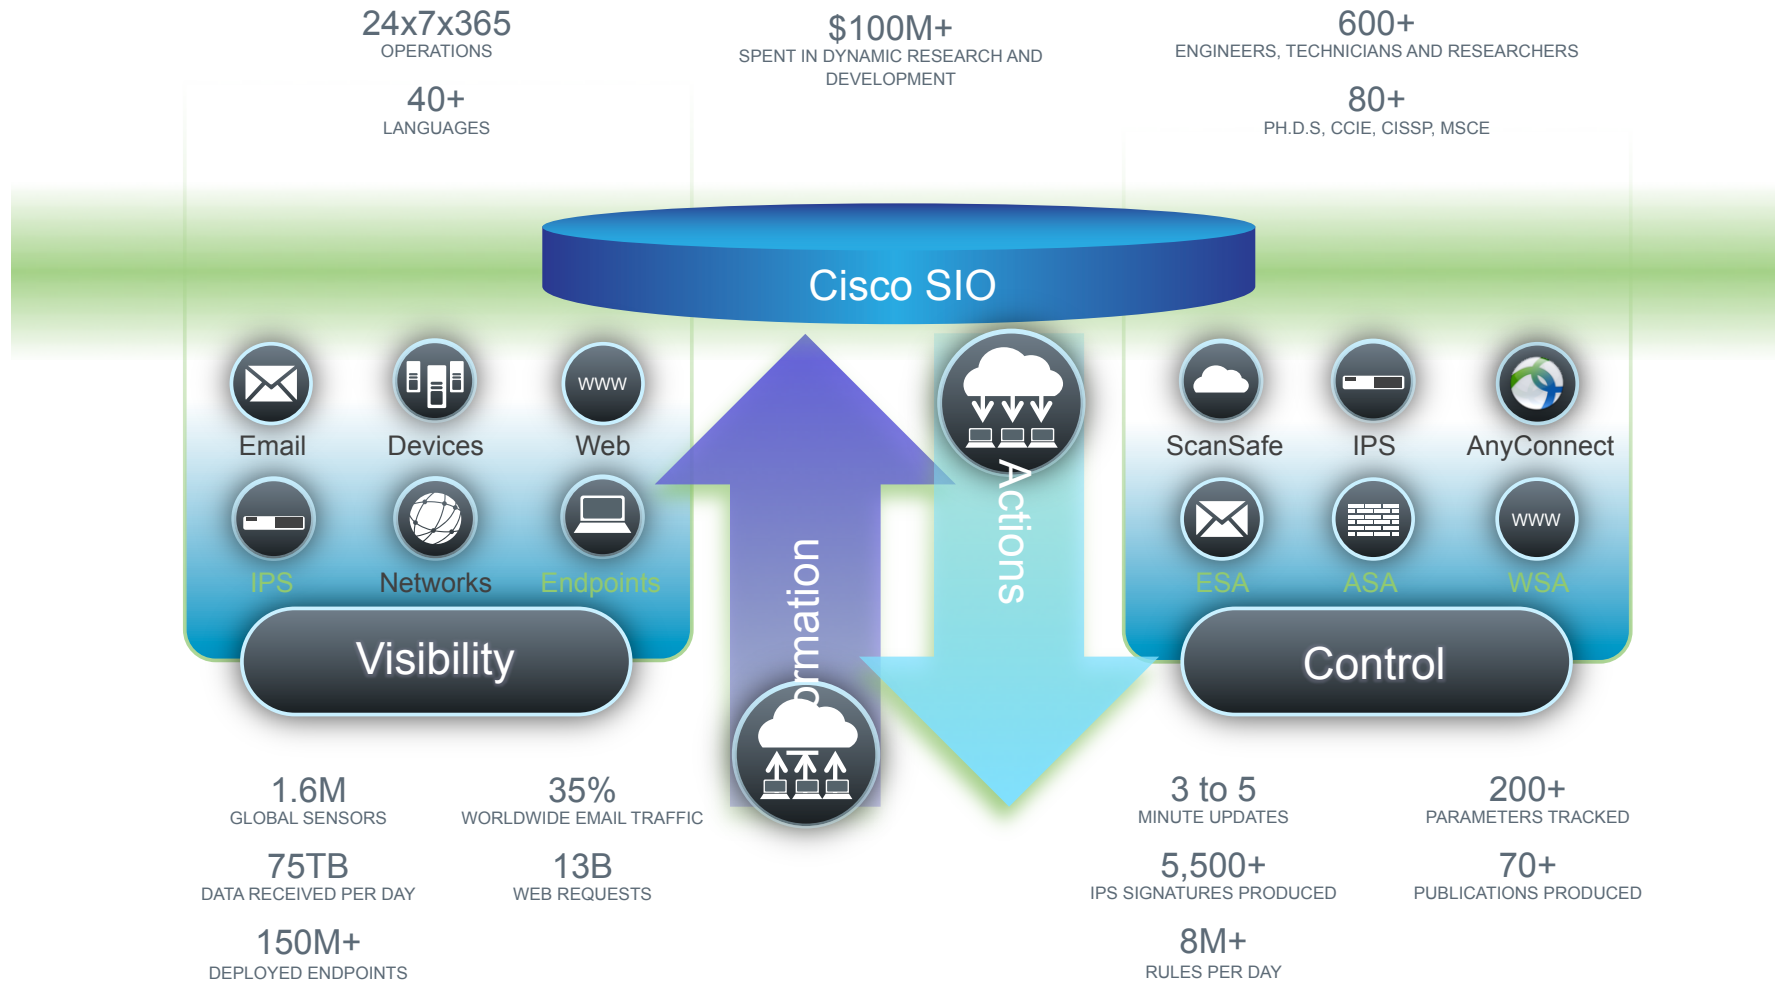 24x7x365
OPERATIONS
40+
LANGUAGES
$100M+
SPENT IN DYNAMIC RESEARCH AND
DEVELOPMENT
600+
ENGINEERS, TECHNICIANS AND RESEARCHERS
80+
PH.D.S, CCIE, CISSP, MSCE
Cisco SIO
www
Email
Devices
Web
IPS
Networks
Endpoints
Visibility
ormation
Actions
ScanSafe
IPS
AnyConnect
www
ESA
ASA
WSA
Control
1.6M
GLOBAL SENSORS
35%
WORLDWIDE EMAIL TRAFFIC
75TB
DATA RECEIVED PER DAY
13B
WEB REQUESTS
150M+
DEPLOYED ENDPOINTS
3 to 5
MINUTE UPDATES
200+
PARAMETERS TRACKED
5,500+
IPS SIGNATURES PRODUCED
70+
PUBLICATIONS PRODUCED
8M+
RULES PER DAY